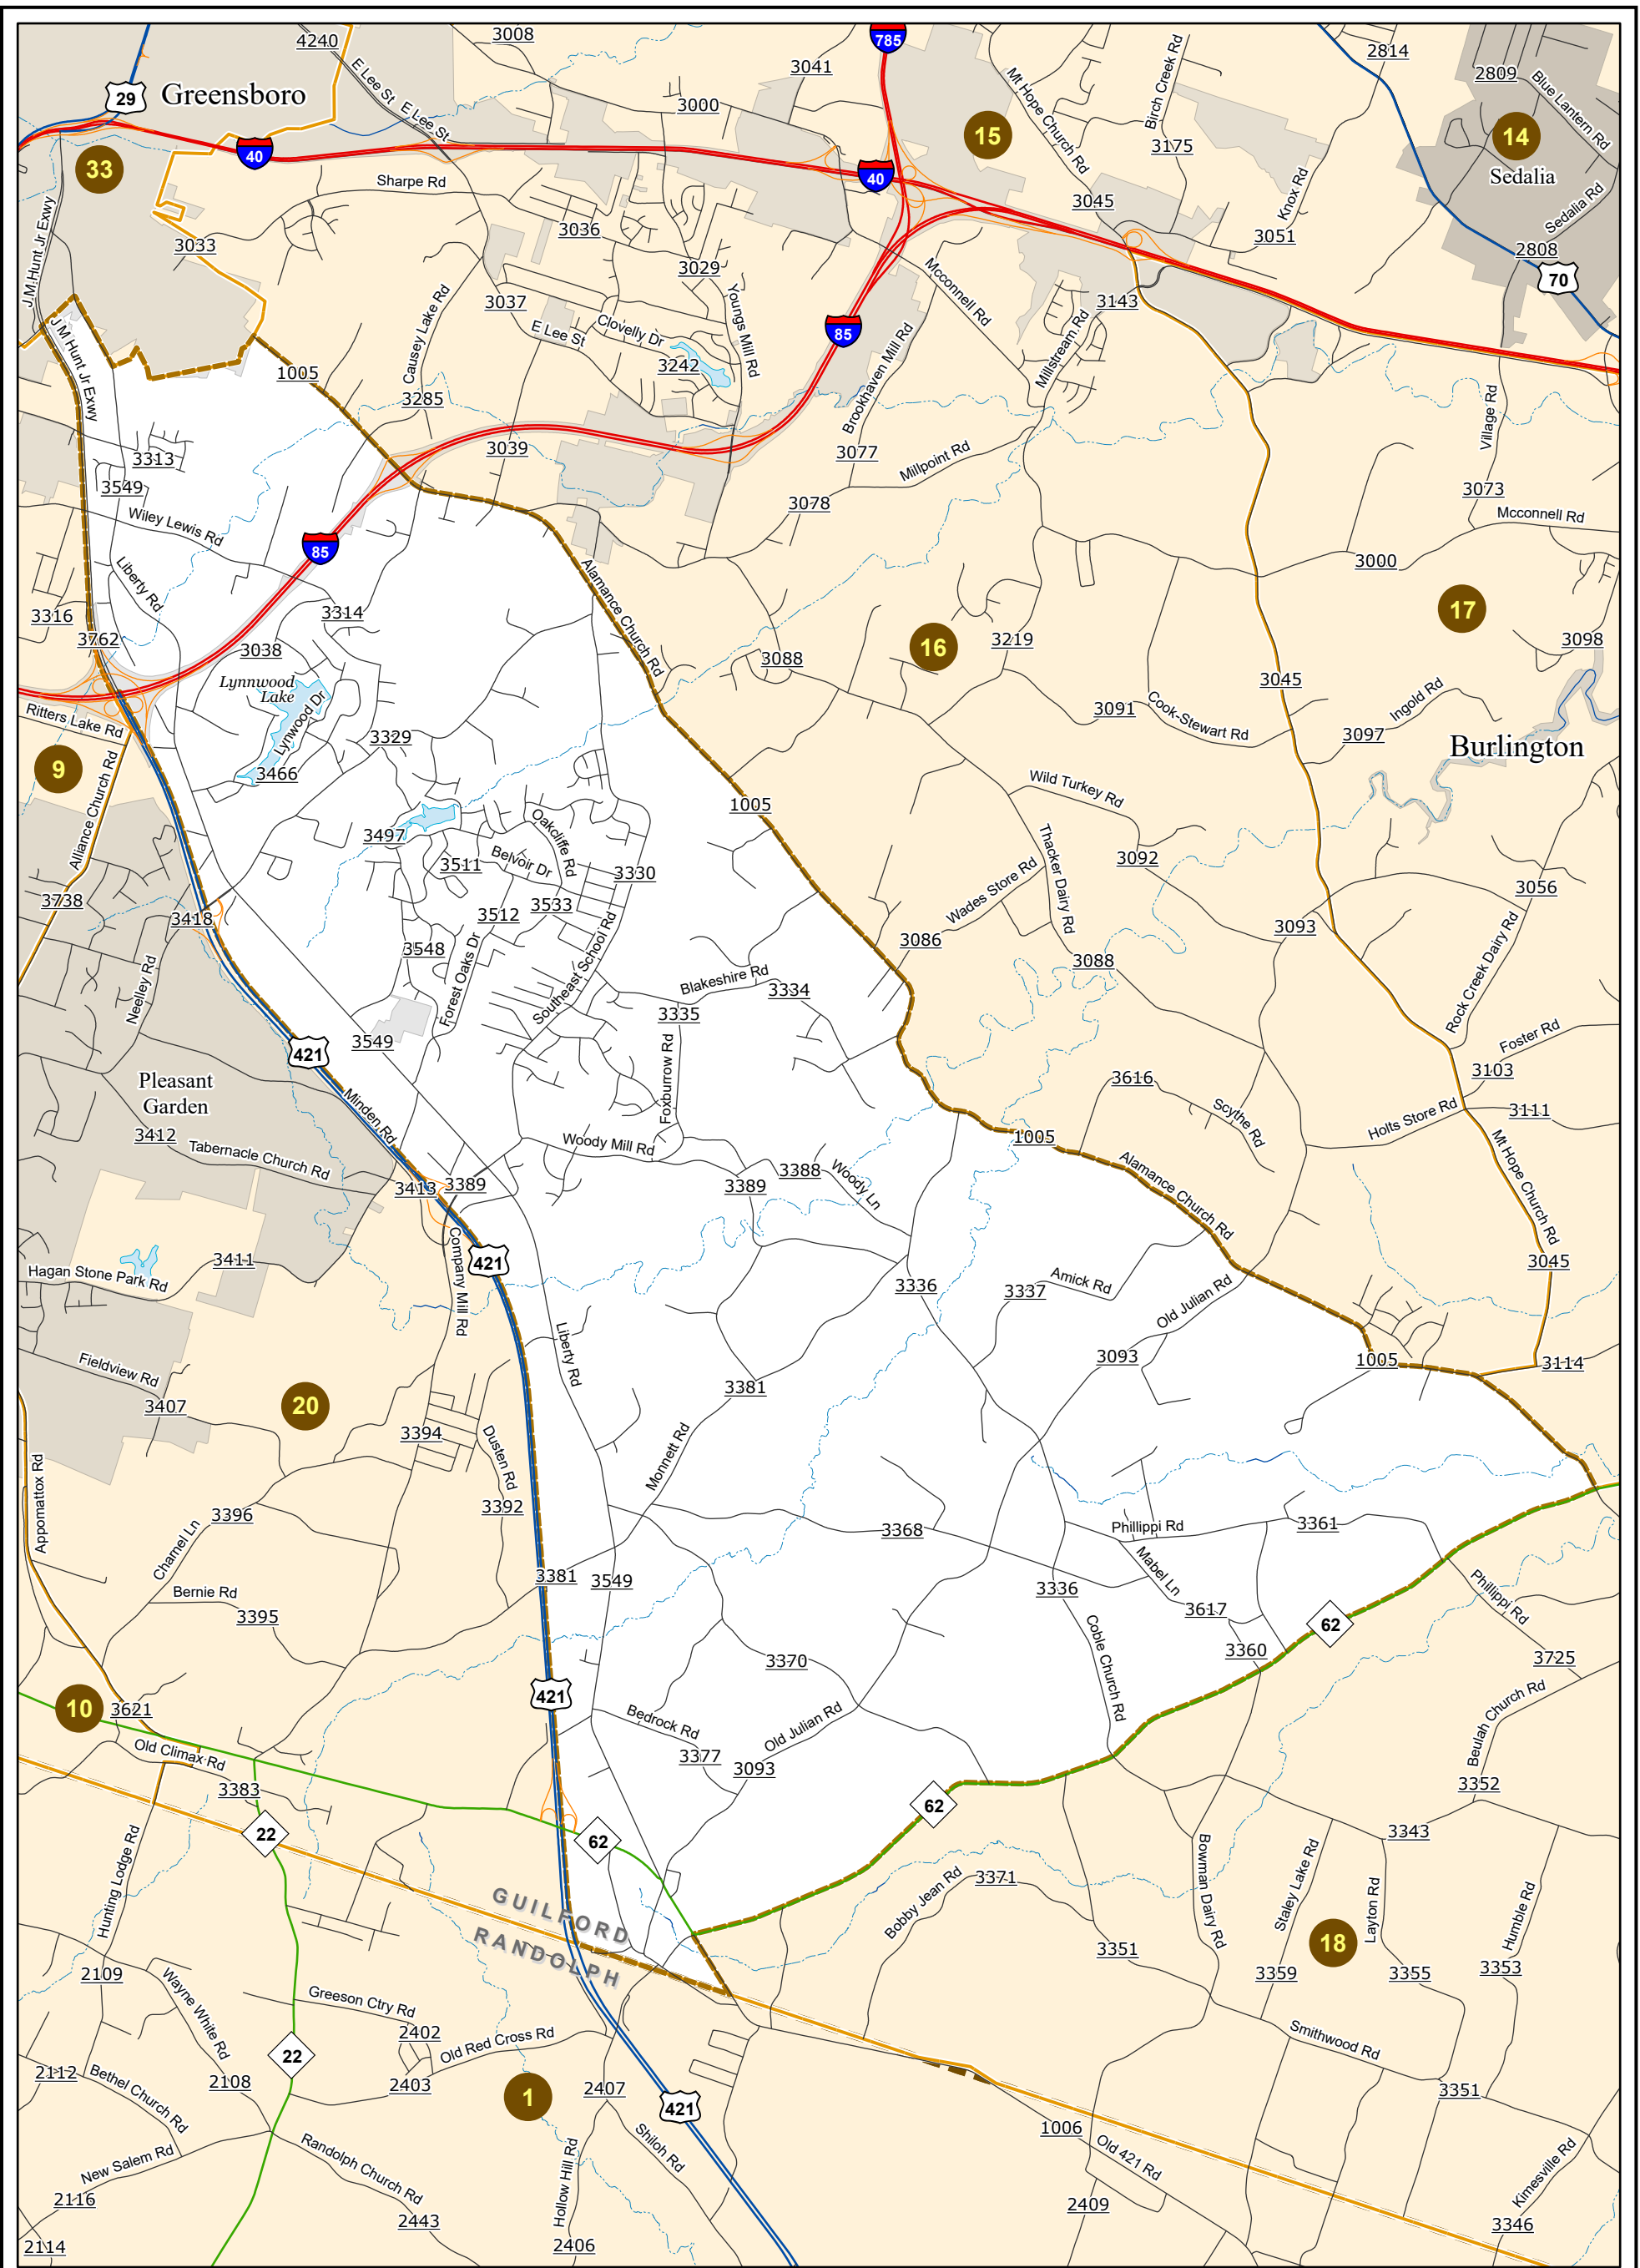 4240
3008
785
2814
29
Greensboro
E Lee St
E Lee St
3041
3000
15
Mt Hope Church Rd
Birch Creek Rd
2809
Blue Lantern Rd
14
Sedalia
33
40
40
3175
Sharpe Rd
3045
Knox Rd
Sedalia Rd
J M Hunt Jr Exwy
3033
3036
3051
2808
70
3029
Mcconnell Rd
3037
Causey Lake Rd
Youngs Mill Rd
3143
Millstream Rd
J M Hunt Jr Exwy
E Lee St
Clovelly Dr
85
Brookhaven Mill Rd
1005
3242
3285
Village Rd
3313
3039
3077
Millpoint Rd
3549
3078
3073
Mcconnell Rd
Wiley Lewis Rd
85
3000
Liberty Rd
Alamance Church Rd
3316
3314
17
3762
3038
16
3219
3098
3088
Lynnwood
Lake
Lynwood Dr
3045
Ingold Rd
Ritters Lake Rd
3091
Cook-Stewart Rd
3329
3097
Burlington
9
3466
Wild Turkey Rd
Alliance Church Rd
1005
3497
Oakcliffe Rd
Thacker Dairy Rd
3511
Belvoir Dr
3330
3092
Wades Store Rd
3056
3738
3418
3512
3533
3086
3093
3548
Forest Oaks Dr
Southeast School Rd
3088
Rock Creek Dairy Rd
Neelley Rd
Blakeshire Rd
3334
3335
3549
421
Foxburrow Rd
Foster Rd
3103
Pleasant
Garden
Minden Rd
3616
Scythe Rd
Holts Store Rd
3111
3412
Tabernacle Church Rd
Woody Mill Rd
1005
Mt Hope Church Rd
3413
3389
3389
3388
Woody Ln
Alamance Church Rd
Company Mill Rd
421
3411
Hagan Stone Park Rd
3336
3337
Amick Rd
3045
Old Julian Rd
Liberty Rd
Fieldview Rd
3093
1005
3114
3381
3407
20
3394
Dusten Rd
Monnett Rd
Appomattox Rd
3392
3396
3368
Phillippi Rd
3361
Charnel Ln
Mabel Ln
3381
3549
3336
Bernie Rd
3395
3617
Phillippi Rd
62
Coble Church Rd
3360
3370
3725
421
10
3621
Bedrock Rd
Old Julian Rd
Beulah Church Rd
Old Climax Rd
3377
3093
3383
3352
62
22
62
3343
Hunting Lodge Rd
Bowman Dairy Rd
Staley Lake Rd
Layton Rd
Humble Rd
GUILFORD
RANDOLPH
Bobby Jean Rd
3371
18
3351
2109
Wayne White Rd
3359
3355
3353
Greeson Ctry Rd
2402
Old Red Cross Rd
Smithwood Rd
22
2112
Bethel Church Rd
2108
2403
1
2407
421
3351
New Salem Rd
Randolph Church Rd
Shiloh Rd
1006
Old 421 Rd
Hollow Hill Rd
Kimesville Rd
2116
2443
2409
3346
2114
2406